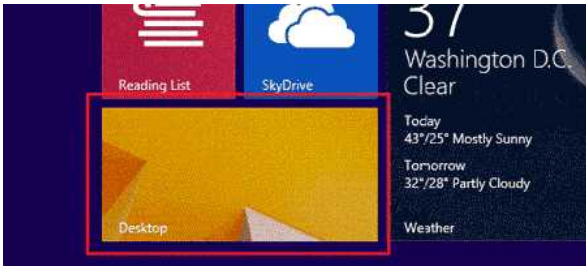 Reading List
SkyDrive
Desktop
37
Washington D.C.
Clear
Today
43°/25° Mostly Sunny
Tomorrow
32°/28° Partly Cloudy
Weather